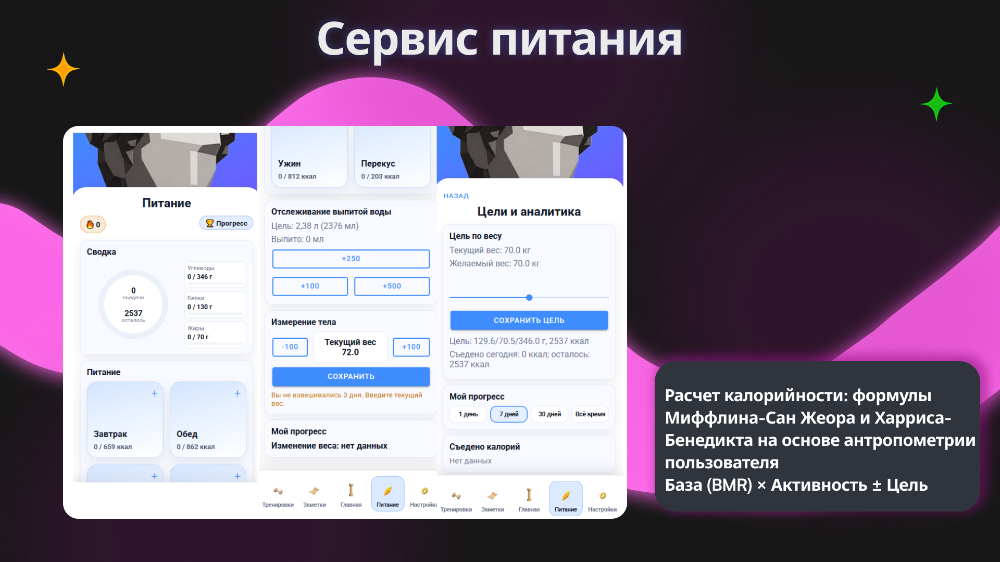 Сервис питания
Питание
0
Прогресс
Сводка
0
съедено
2537
осталось
Углеводы
0 / 346 г
Белки
0 / 130 г
Жиры
0 / 70 г
Питание
+
+
Завтрак
0 / 659 ккал
Обед
0 / 862 ккал
+
+
Ужин
0 / 812 ккал
Перекус
0 / 203 ккал
Отслеживание выпитой воды
Цель: 2,38 л (2376 мл)
Выпито: 0 мл
+250
+100
+500
Измерение тела
-100
Текущий вес
72.0
+100
СОХРАНИТЬ
Вы не взвешивались 3 дня. Введите текущий
вес.
Мой прогресс
Изменение веса: нет данных
Тренировки
Заметки
Главная
Питание
Настройки
НАЗАД
Цели и аналитика
Цель по весу
Текущий вес: 70.0 кг
Желаемый вес: 70.0 кг
СОХРАНИТЬ ЦЕЛЬ
Цель: 129.6/70.5/346.0 г, 2537 ккал
Съедено сегодня: 0 ккал; осталось:
2537 ккал
Мой прогресс
1 день
7 дней
30 дней
Всё время
Съедено калорий
Нет данных
Тренировки
Заметки
Главная
Питание
Настройки
Расчет калорийности: формулы
Миффлина-Сан Жеора и Харриса-
Бенедикта на основе антропометрии
пользователя
База (BMR) × Активность ± Цель